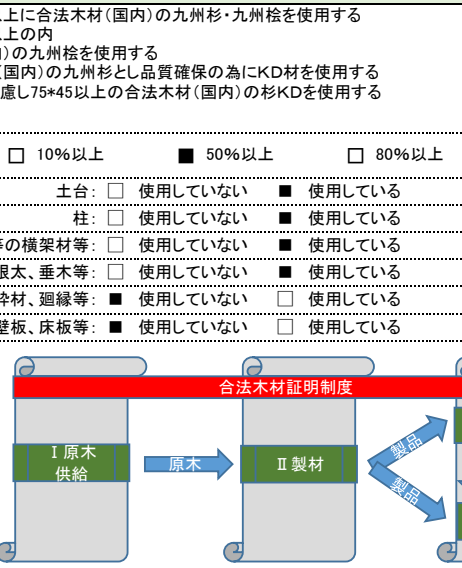 以上に合法木材(国内)の九州杉・九州桧を使用する
以上の内
)の九州桧を使用する
(国内)の九州杉とし品質確保の為にKD材を使用する
慮し75*45以上の合法木材(国内)の杉KDを使用する
□ 10%以上 ■ 50%以上 □ 80%以上
土台: □ 使用していない ■ 使用している
柱: □ 使用していない ■ 使用している
等の横架材等: □ 使用していない ■ 使用している
根太、垂木等: □ 使用していない ■ 使用している
枠材、廻縁等: ■ 使用していない □ 使用している
壁板、床板等: ■ 使用していない □ 使用している
合法木材証明制度
Ⅰ原木
供給
原木
Ⅱ製材
製品
製品